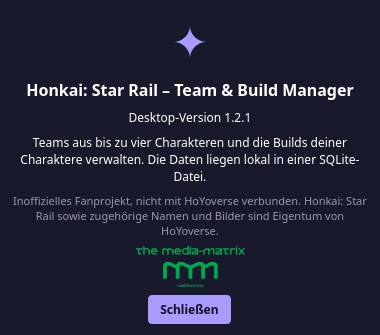 Honkai: Star Rail – Team & Build Manager
Desktop-Version 1.2.1
Teams aus bis zu vier Charakteren und die Builds deiner
Charaktere verwalten. Die Daten liegen lokal in einer SQLite-
Datei.
Inoffizielles Fanprojekt, nicht mit HoYoverse verbunden. Honkai: Star
Rail sowie zugehörige Namen und Bilder sind Eigentum von
HoYoverse.
the media-matrix
mm
Schließen